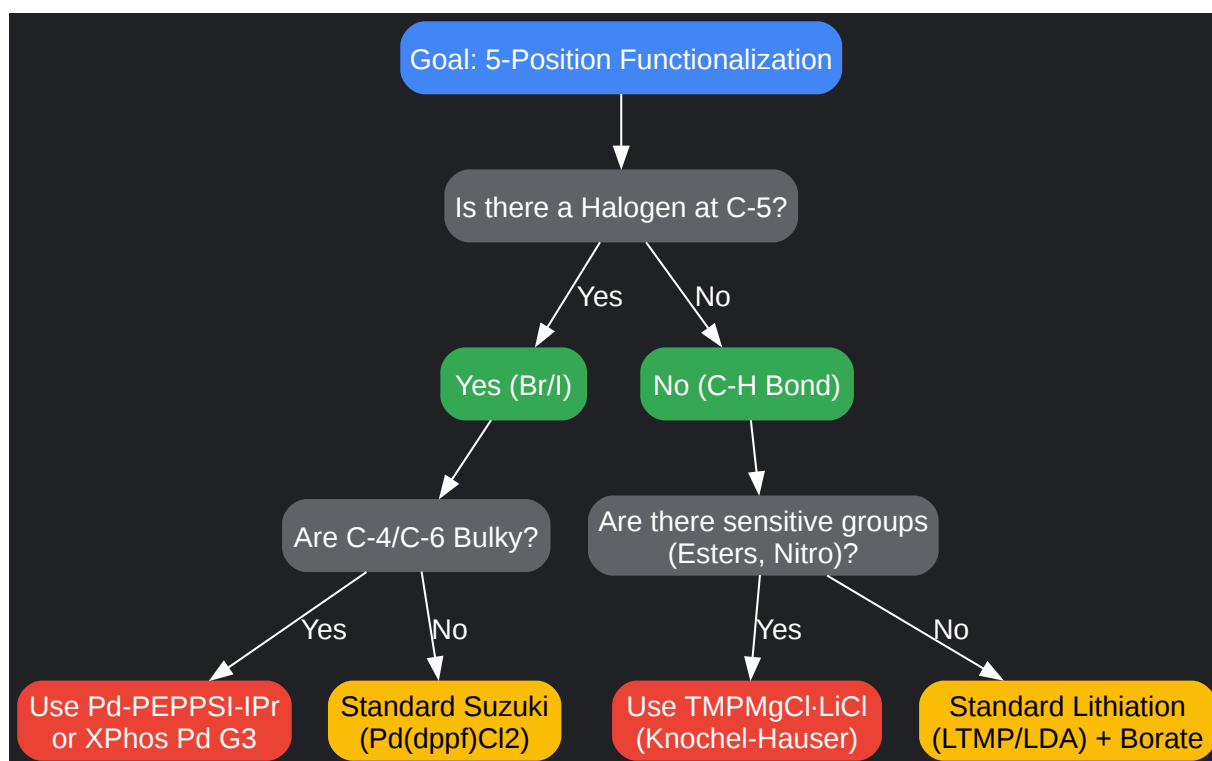 Goal: 5-Position Functionalization
Is there a Halogen at C-5?
Yes
No
Yes (Br/I)
No (C-H Bond)
Are C-4/C-6 Bulky?
Are there sensitive groups
(Esters, Nitro)?
Yes
No
Yes
No
Use Pd-PEPPSI-IPr
or XPhos Pd G3
Standard Suzuki
(Pd(dppf)Cl2)
Use TMPMgCl·LiCl
(Knochel-Hauser)
Standard Lithiation
(LTMP/LDA) + Borate